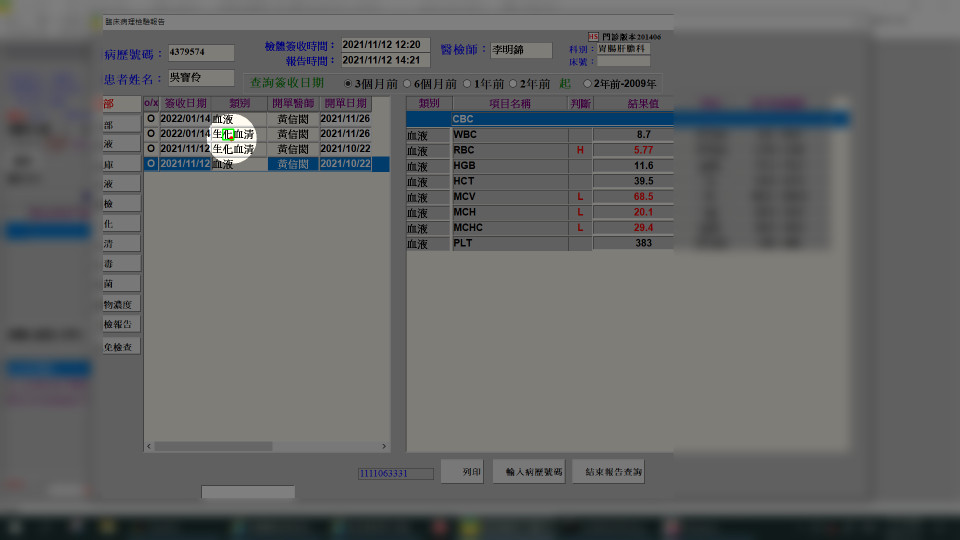 臨床病理檢驗報告
HS 門診版本201406
病歷號碼： 4379574 檢體簽收時間： 2021/11/12 12:20 醫檢師： 李明錦 科別： 胃腸肝膽科
報告時間： 2021/11/12 14:21 床號：
患者姓名： 吳寶伶
查詢簽收日期 3個月前 6個月前 1年前 2年前 起 2年前-2009年
部 o/x 簽收日期 類別 開單醫師 開單日期
O 2022/01/14 血液 黃信閎 2021/11/26
O 2022/01/14 生化血清 黃信閎 2021/11/26
O 2021/11/12 生化血清 黃信閎 2021/10/22
O 2021/11/12 血液 黃信閎 2021/10/22
部
液
庫
液
檢
化
清
毒
菌
物濃度
檢報告
免檢查
類別 項目名稱 判斷 結果值
CBC
血液 WBC 8.7
血液 RBC H 5.77
血液 HGB 11.6
血液 HCT 39.5
血液 MCV L 68.5
血液 MCH L 20.1
血液 MCHC L 29.4
血液 PLT 383
1111063331 列印 輸入病歷號碼 結束報告查詢